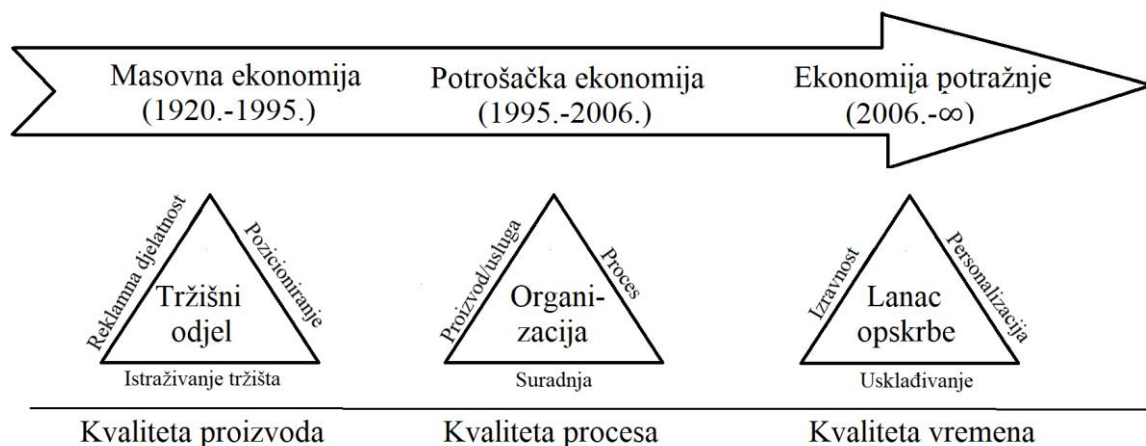 Masovna ekonomija
(1920.-1995.)
Potrošačka ekonomija
(1995.-2006.)
Ekonomija potražnje
(2006.-∞)
Reklamna djelatnost
Pozicioniranje
Tržišni
odjel
Istraživanje tržišta
Proizvod/usluga
Proces
Organi-
zacija
Suradnja
Izravnost
Personalizacija
Lanac
opskrbe
Usklađivanje
Kvaliteta proizvoda
Kvaliteta procesa
Kvaliteta vremena